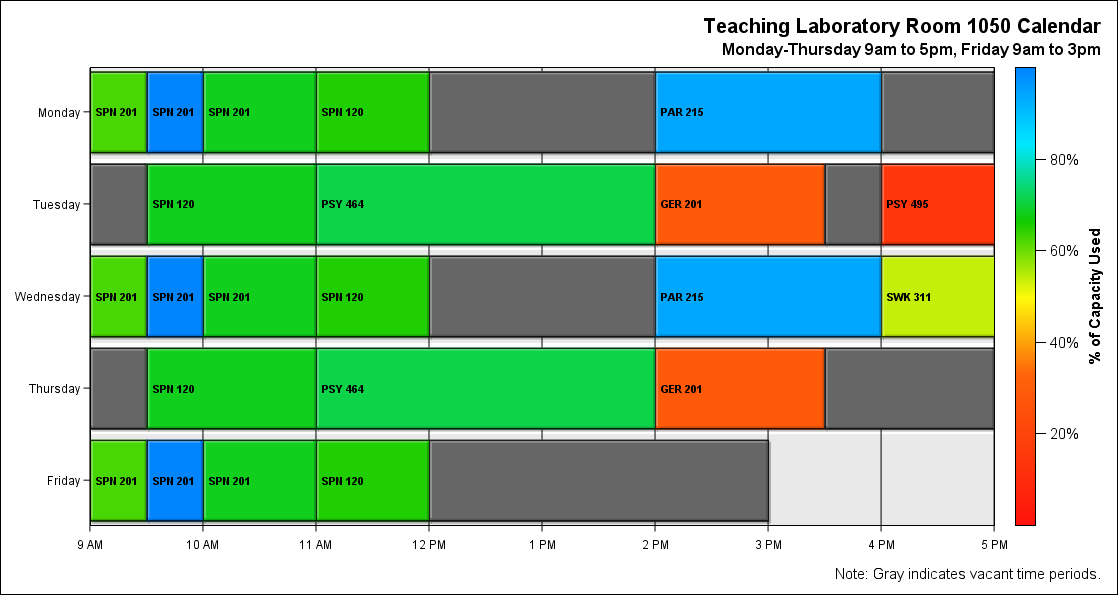 Teaching Laboratory Room 1050 Calendar
Monday-Thursday 9am to 5pm, Friday 9am to 3pm
Monday
SPN 201
SPN 201
SPN 201
SPN 120
PAR 215
Tuesday
SPN 120
PSY 464
GER 201
PSY 495
Wednesday
SPN 201
SPN 201
SPN 201
SPN 120
PAR 215
SWK 311
Thursday
SPN 120
PSY 464
GER 201
Friday
SPN 201
SPN 201
SPN 201
SPN 120
9 AM
10 AM
11 AM
12 PM
1 PM
2 PM
3 PM
4 PM
5 PM
80%
60%
40%
20%
% of Capacity Used
Note: Gray indicates vacant time periods.